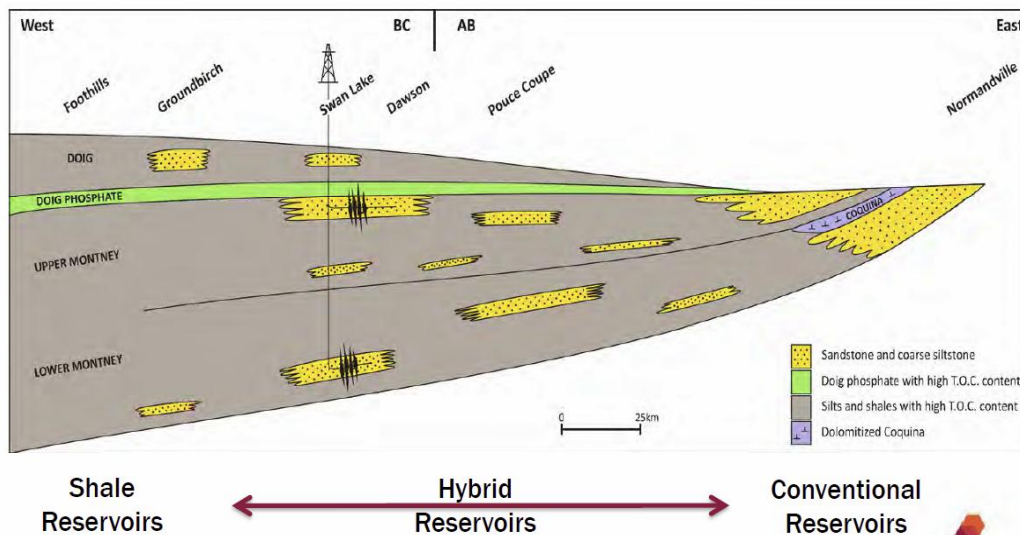 West
BC
AB
East
Foothills
Groundbirch
Swan Lake
Dawson
Pouce Coupe
Normandville
DOIG
DOIG PHOSPHATE
COQUINA
UPPER MONTNEY
LOWER MONTNEY
Sandstone and coarse siltstone
Doig phosphate with high T.O.C. content
Silts and shales with high T.O.C. content
Dolomitized Coquina
0 25km
Shale
Reservoirs
Hybrid
Reservoirs
Conventional
Reservoirs